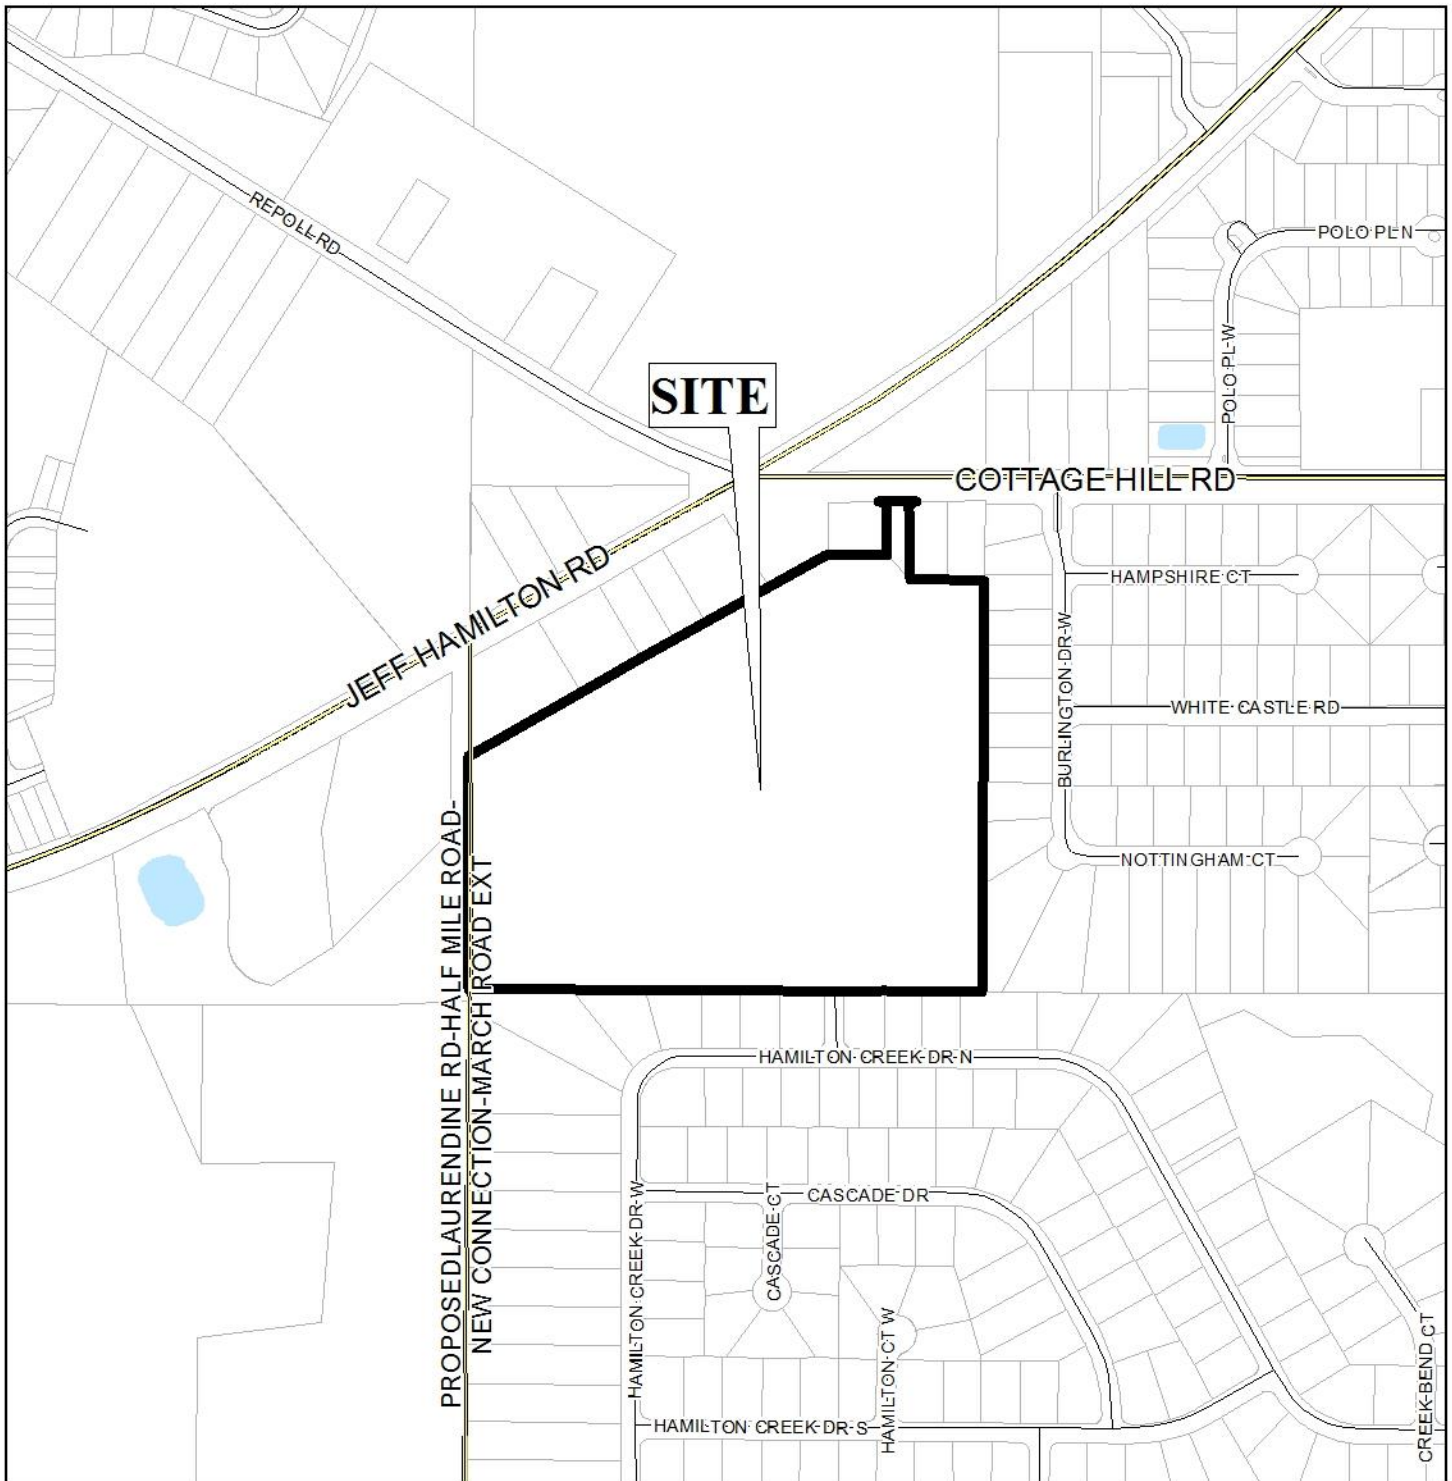 REPOLL RD
POLO PL N
POLO PL W
SITE
COTTAGE HILL RD
JEFF HAMILTON RD
HAMPSHIRE CT
BURLINGTON DR W
WHITE CASTLE RD
NOTTINGHAM CT
PROPOSEDLAURENDINE RD-HALF MILE ROAD-
NEW CONNECTION-MARCH ROAD EXT
HAMILTON CREEK DR N
HAMILTON CREEK DR W
CASCADE CT
CASCADE DR
HAMILTON CT W
HAMILTON CREEK DR S
CREEK BEND CT